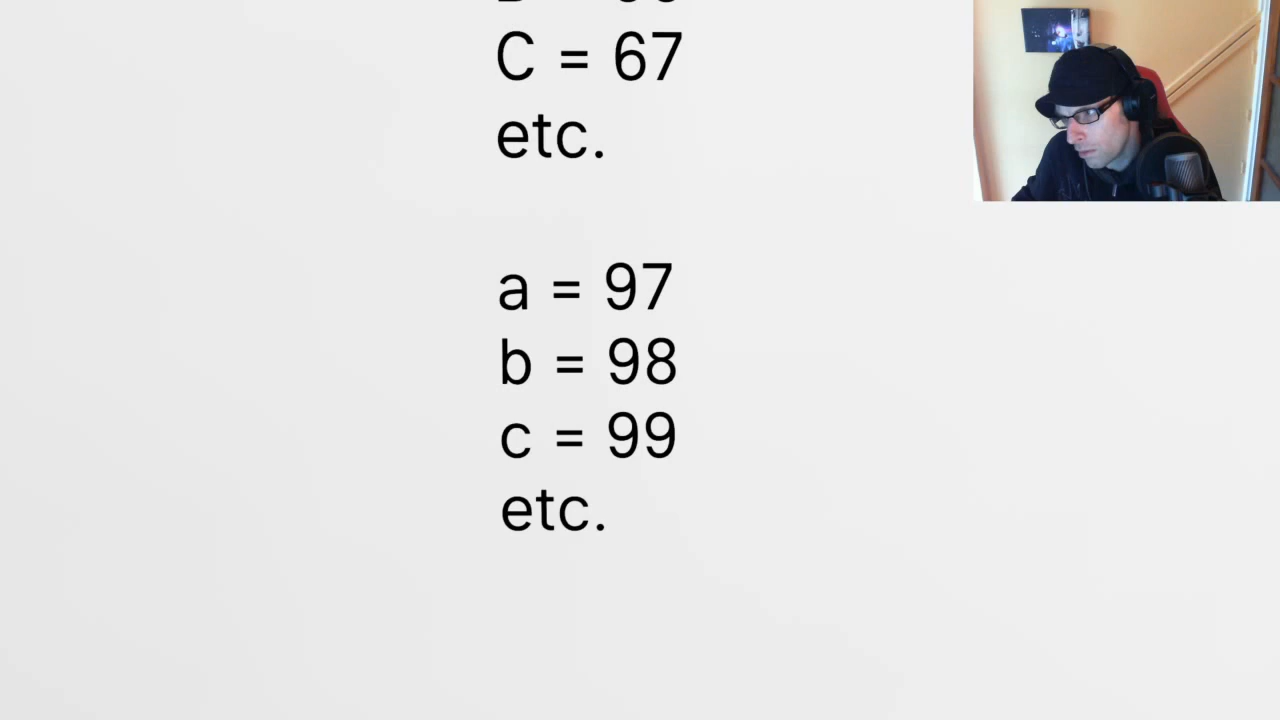 C = 67
etc.
a = 97
b = 98
c = 99
etc.